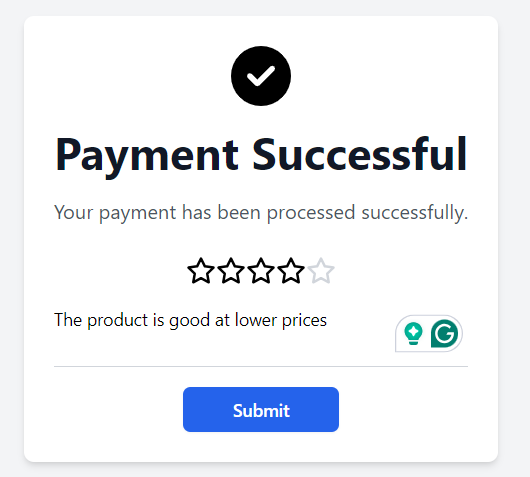 Payment Successful
Your payment has been processed successfully.
The product is good at lower prices
Submit